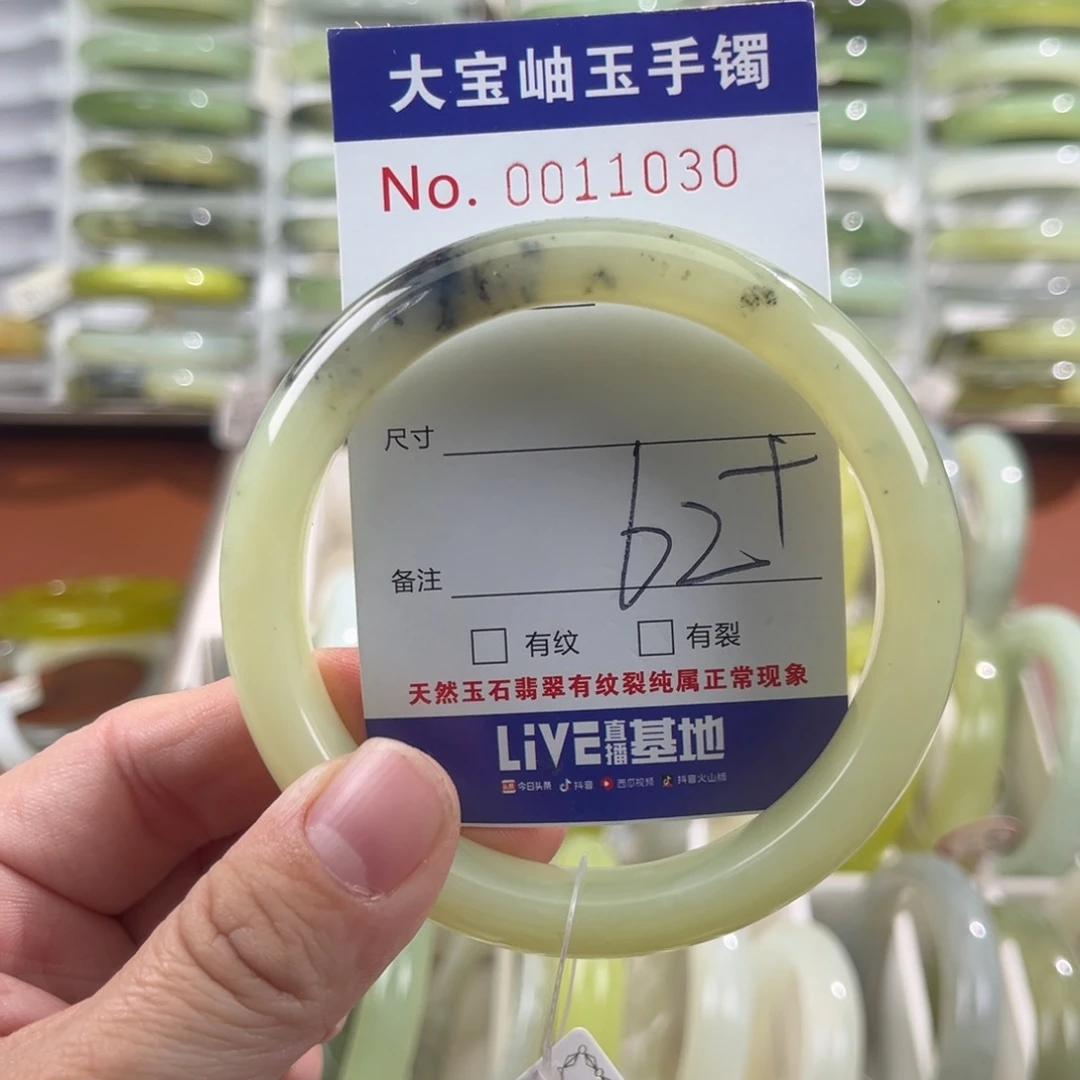 大宝岫玉手镯
No. 0011030
尺寸
62+
备注
有纹 有裂
天然玉石翡翠有纹裂纯属正常现象
LiVE直播基地
今日头条 抖音 西瓜视频 抖音火山版